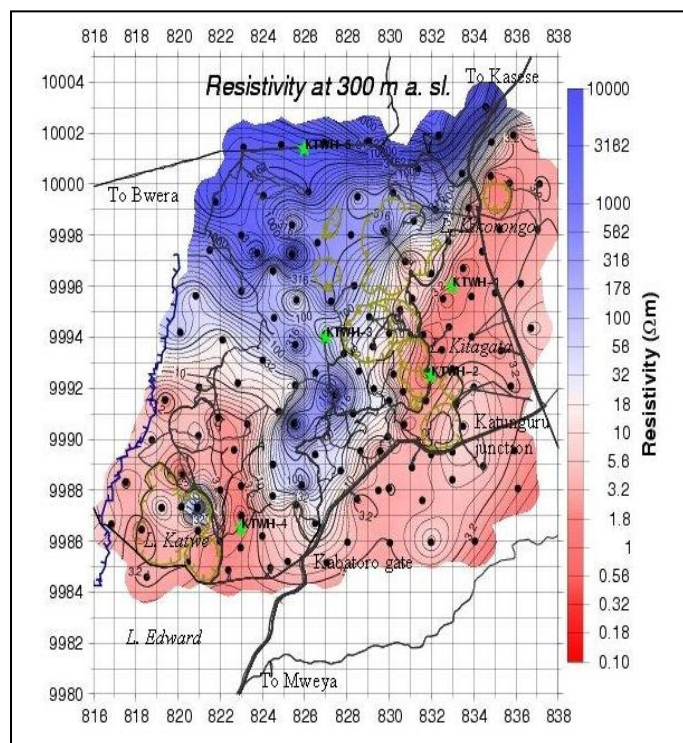 816 818 820 822 824 826 828 830 832 834 836 838
Resistivity at 300 m a. sl.
To Kasese
10004
10002
10000
9998
9996
9994
9992
9990
9988
9986
9984
9982
9980
KTWH-5
To Bwera
L. Kikorongo
KTWH-1
KTWH-3
Kitagata
KTWH-2
Katunguru
junction
KTWH-4
L. Katwe
Kabatoro gate
L. Edward
To Mweya
816 818 820 822 824 826 828 830 832 834 836 838
10000
3162
1000
562
316
178
100
58
32
18
10
5.6
3.2
1.8
1
0.58
0.32
0.18
0.10
Resistivity (Ωm)